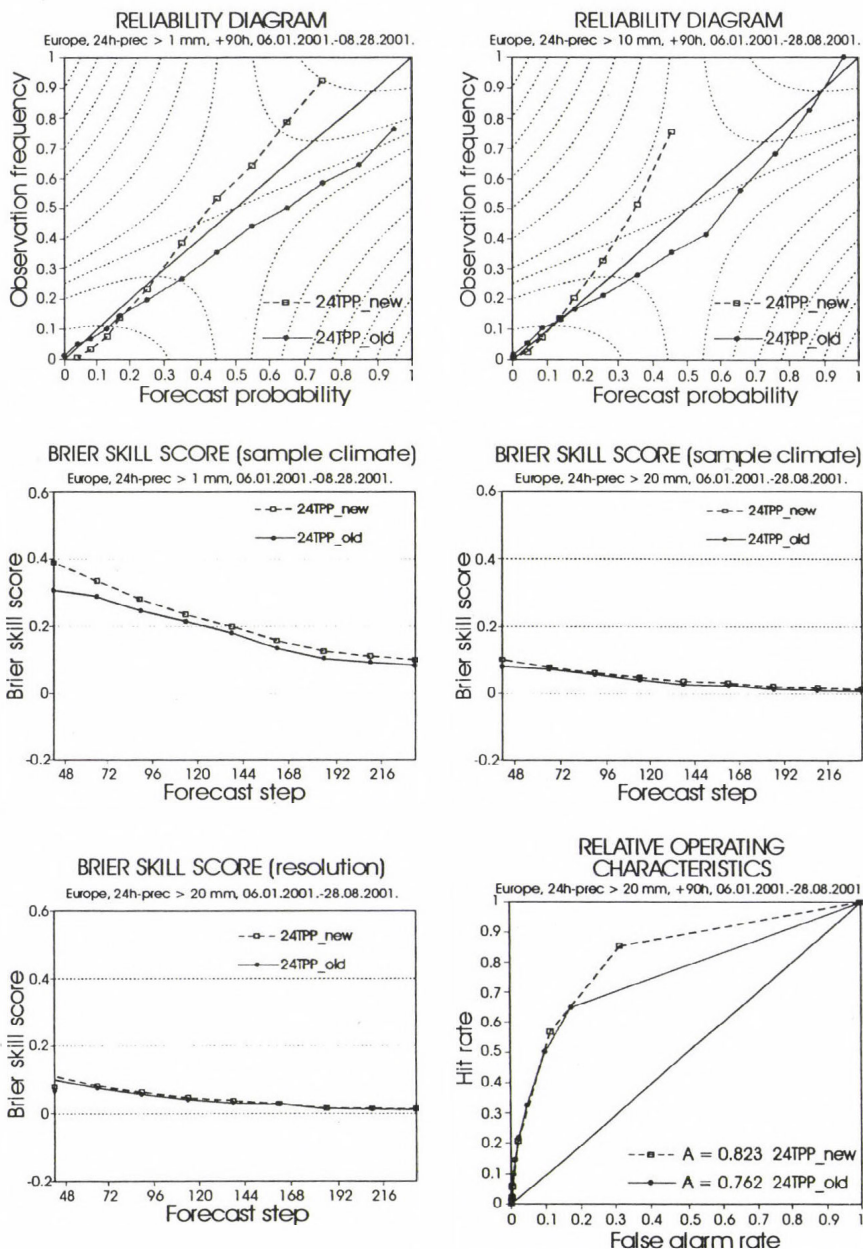 RELIABILITY DIAGRAM
Europe, 24h-prec > 1 mm, +90h, 06.01.2001.-08.28.2001.
Observation frequency
1
0.9
0.8
0.7
0.6
0.5
0.4
0.3
0.2
0.1
0
24TPP_new
24TPP_old
0 0.1 0.2 0.3 0.4 0.5 0.6 0.7 0.8 0.9 1
Forecast probability
RELIABILITY DIAGRAM
Europe, 24h-prec > 10 mm, +90h, 06.01.2001.-28.08.2001.
Observation frequency
1
0.9
0.8
0.7
0.6
0.5
0.4
0.3
0.2
0.1
0
24TPP_new
24TPP_old
0 0.1 0.2 0.3 0.4 0.5 0.6 0.7 0.8 0.9 1
Forecast probability
BRIER SKILL SCORE (sample climate)
Europe, 24h-prec > 1 mm, 06.01.2001.-08.28.2001.
Brier skill score
0.6
0.4
0.2
0
-0.2
24TPP_new
24TPP_old
48 72 96 120 144 168 192 216
Forecast step
BRIER SKILL SCORE (sample climate)
Europe, 24h-prec > 20 mm, 06.01.2001.-28.08.2001.
Brier skill score
0.6
0.4
0.2
0
-0.2
24TPP_new
24TPP_old
48 72 96 120 144 168 192 216
Forecast step
BRIER SKILL SCORE (resolution)
Europe, 24h-prec > 20 mm, 06.01.2001.-28.08.2001.
Brier skill score
0.6
0.4
0.2
0
-0.2
24TPP_new
24TPP_old
48 72 96 120 144 168 192 216
Forecast step
RELATIVE OPERATING
CHARACTERISTICS
Europe, 24h-prec > 20 mm, +90h, 06.01.2001.-28.08.2001
Hit rate
1
0.9
0.8
0.7
0.6
0.5
0.4
0.3
0.2
0.1
0
A = 0.823 24TPP_new
A = 0.762 24TPP_old
0 0.1 0.2 0.3 0.4 0.5 0.6 0.7 0.8 0.9 1
False alarm rate